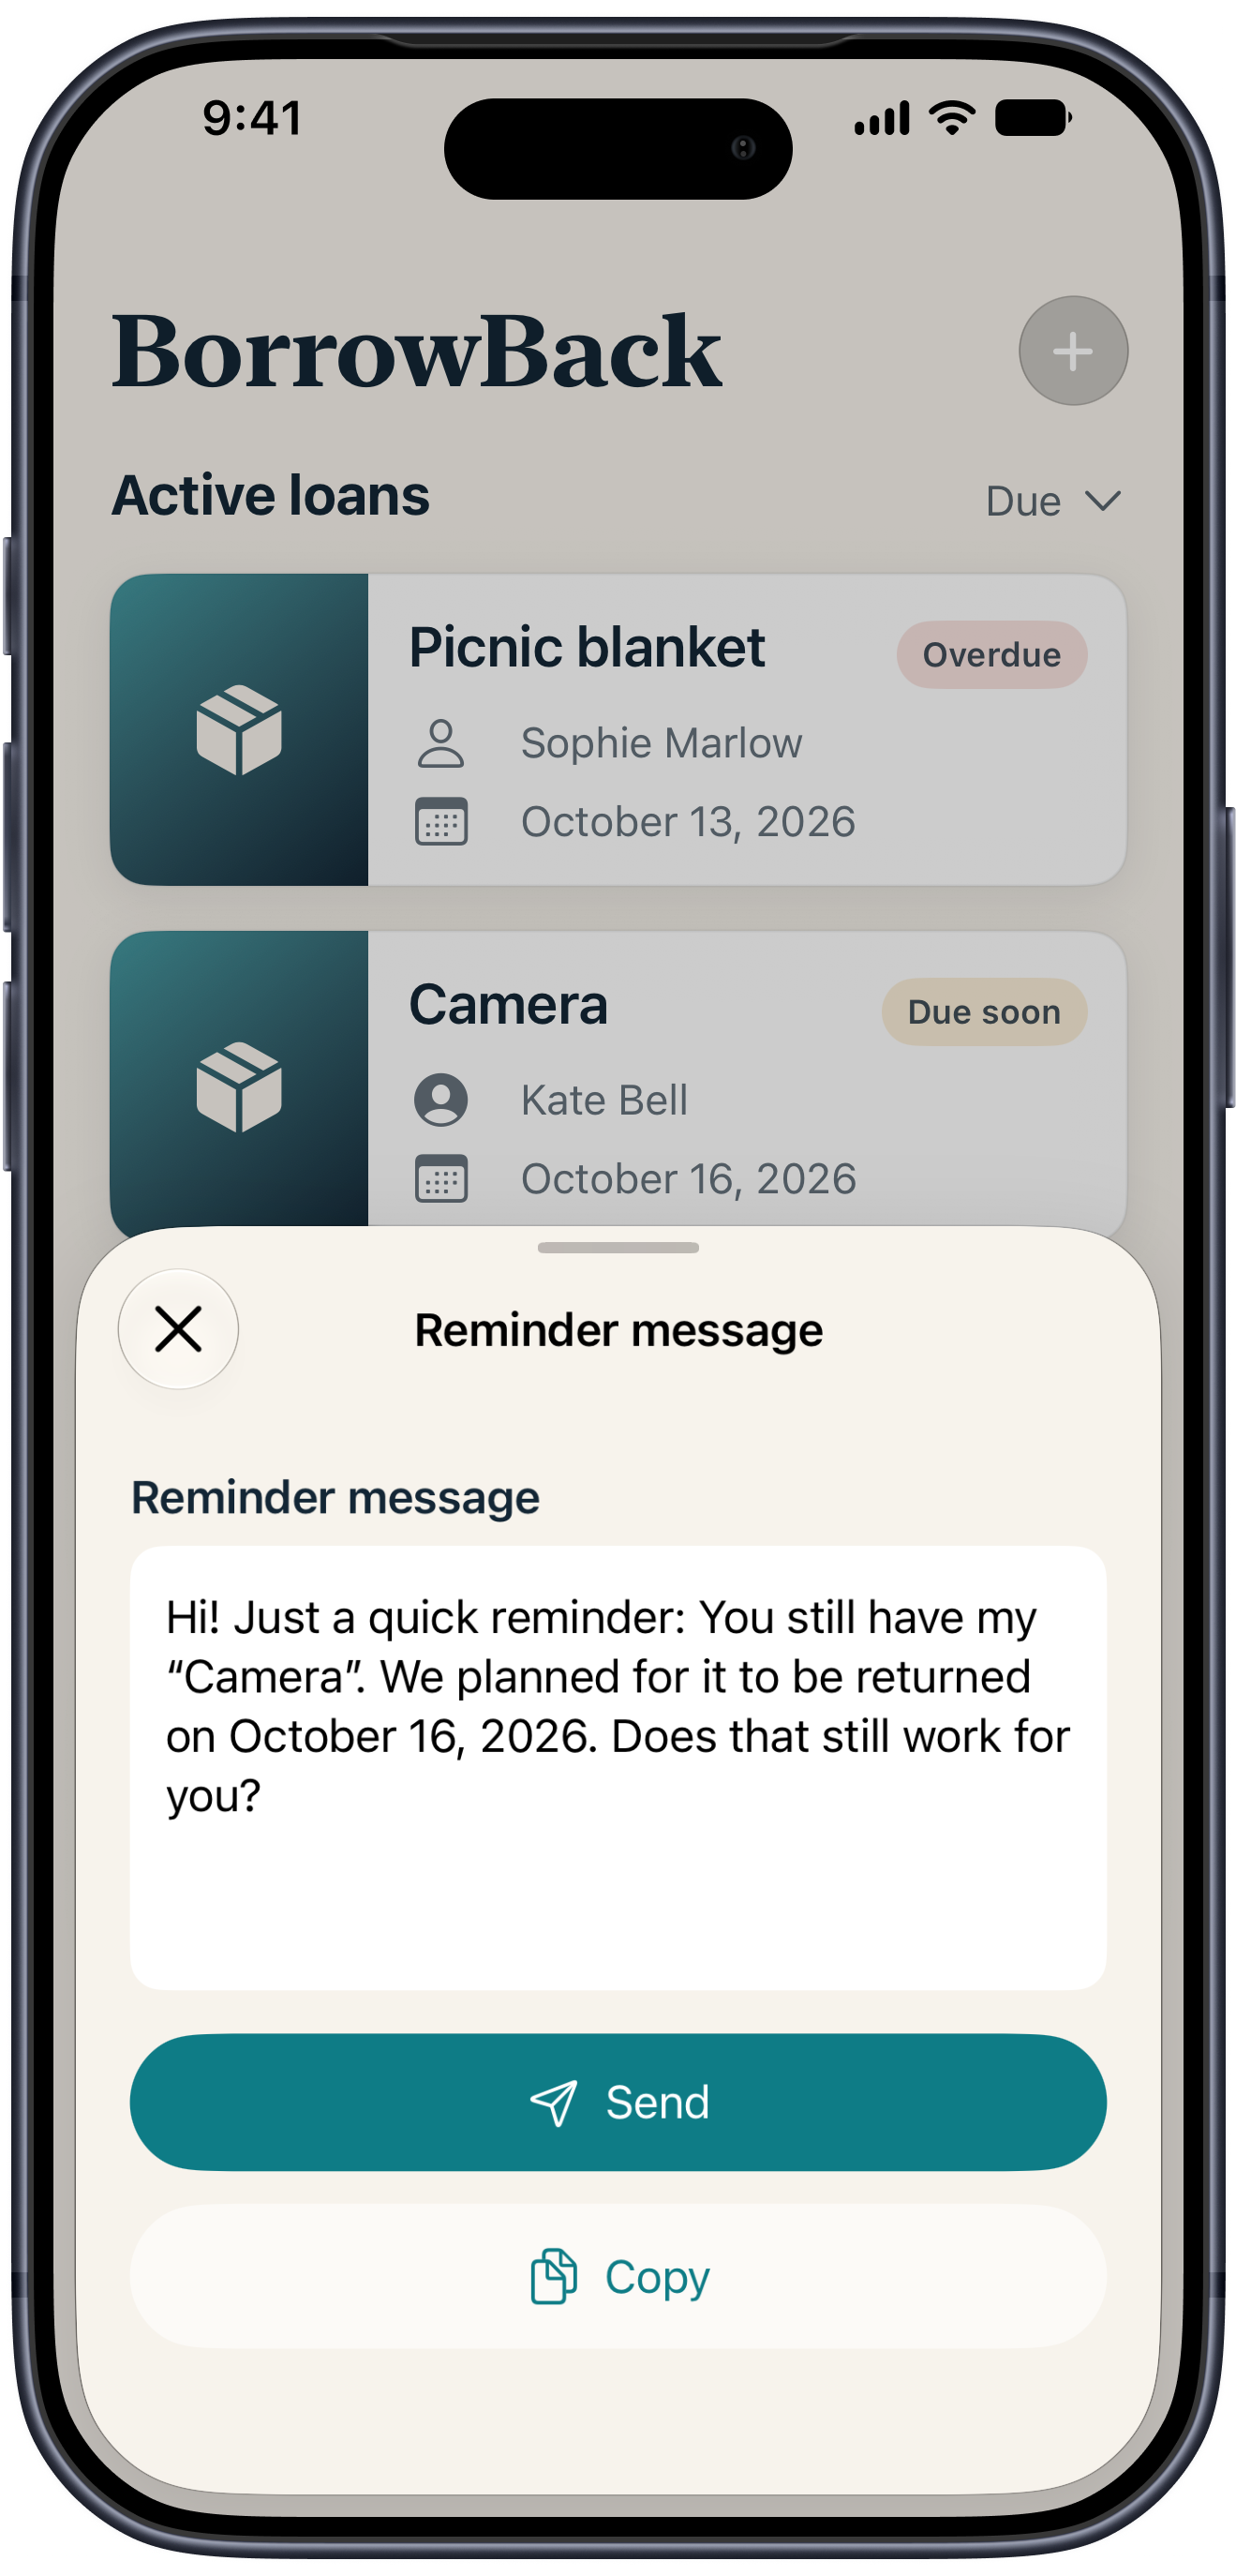 9:41
BorrowBack
Active loans
Due
Picnic blanket
Overdue
Sophie Marlow
October 13, 2026
Camera
Due soon
Kate Bell
October 16, 2026
Reminder message
Reminder message
Hi! Just a quick reminder: You still have my
“Camera”. We planned for it to be returned
on October 16, 2026. Does that still work for
you?
Send
Copy